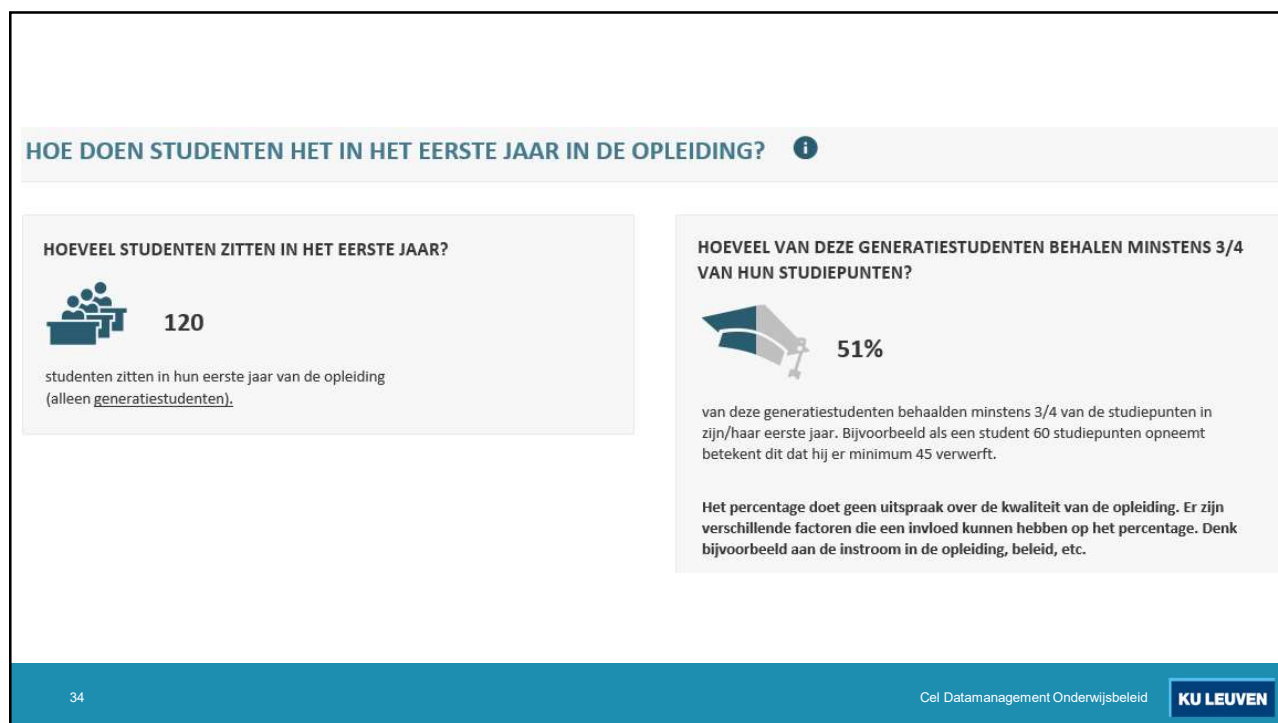 HOE DOEN STUDENTEN HET IN HET EERSTE JAAR IN DE OPLEIDING? i
HOEVEEL STUDENTEN ZITTEN IN HET EERSTE JAAR?
120
studenten zitten in hun eerste jaar van de opleiding
(alleen generatiestudenten).
HOEVEEL VAN DEZE GENERATIESTUDENTEN BEHALEN MINSTENS 3/4
VAN HUN STUDIEPUNTEN?
51%
van deze generatiestudenten behaalden minstens 3/4 van de studiepunten in
zijn/haar eerste jaar. Bijvoorbeeld als een student 60 studiepunten opneemt
betekent dit dat hij er minimum 45 verwerft.
Het percentage doet geen uitspraak over de kwaliteit van de opleiding. Er zijn
verschillende factoren die een invloed kunnen hebben op het percentage. Denk
bijvoorbeeld aan de instroom in de opleiding, beleid, etc.
34
Cel Datamanagement Onderwijsbeleid
KU LEUVEN